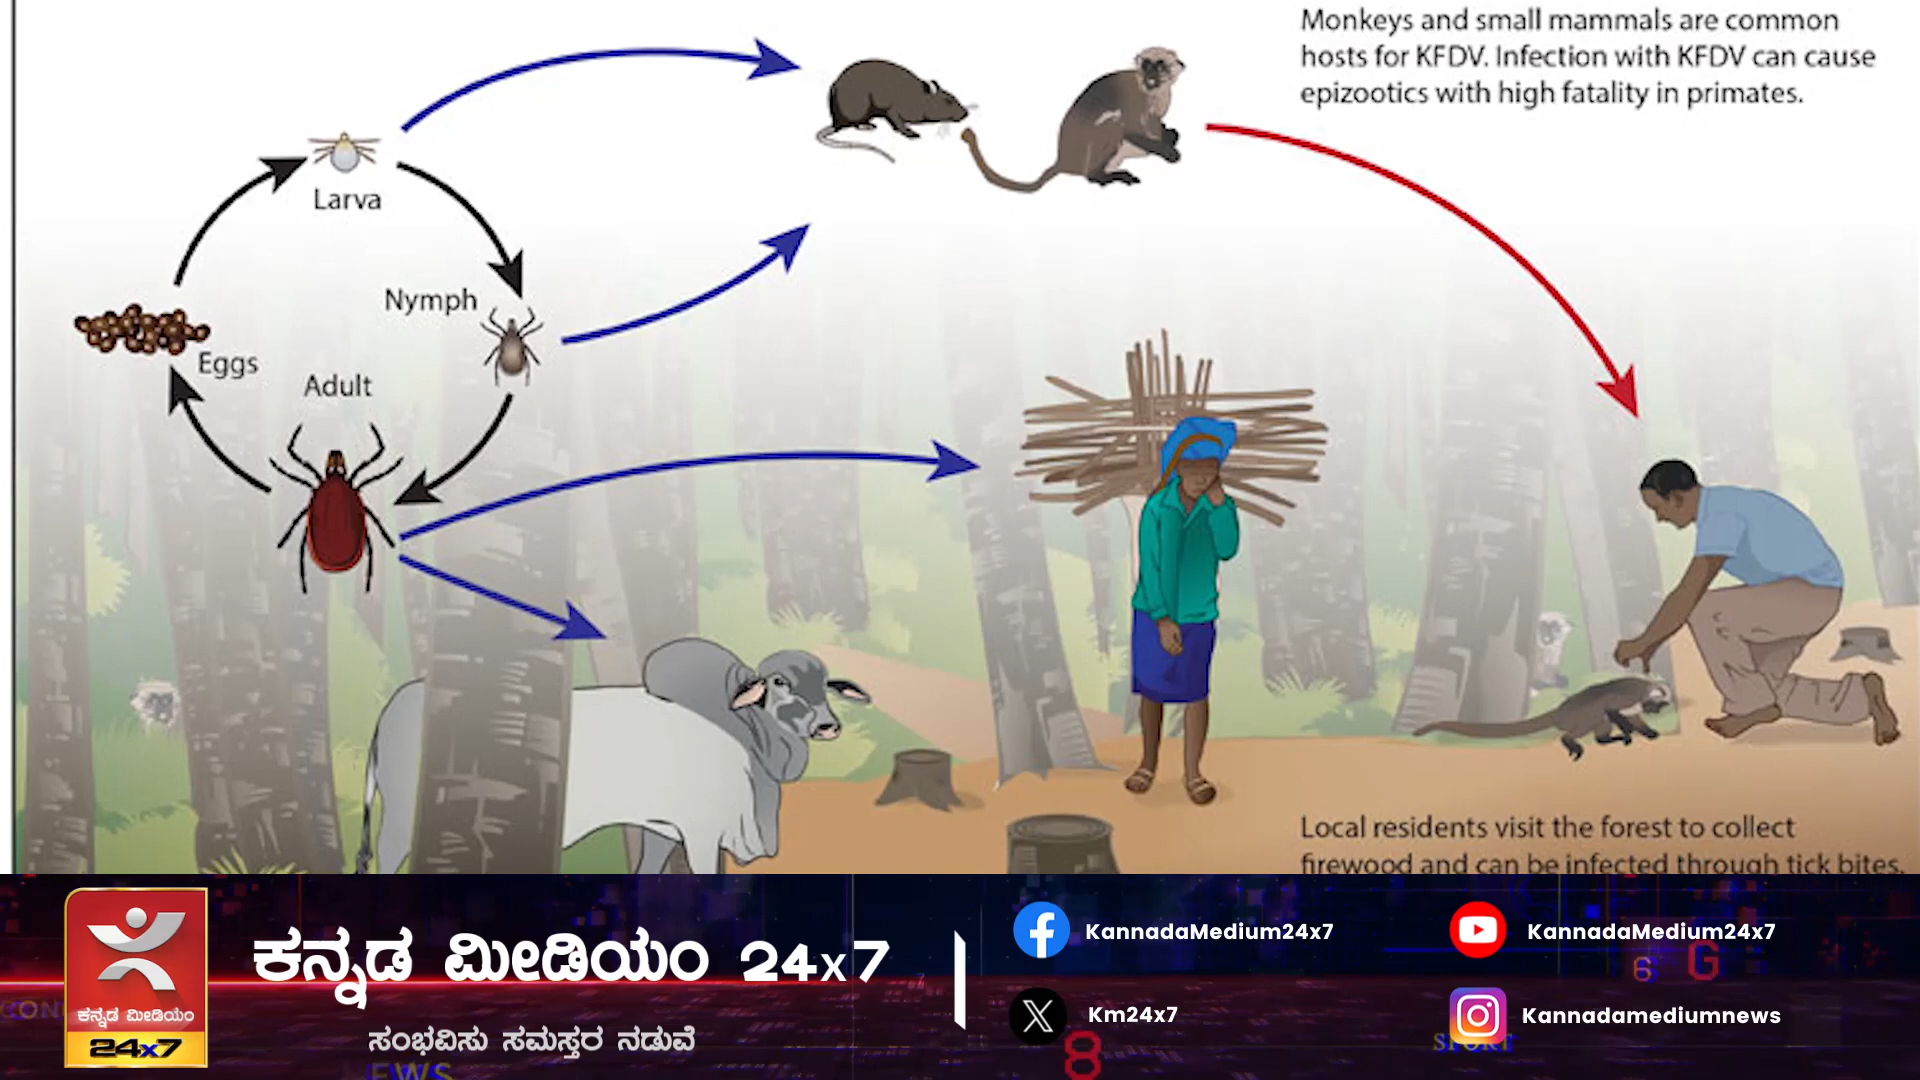 Monkeys and small mammals are common
hosts for KFDV. Infection with KFDV can cause
epizootics with high fatality in primates.
Larva
Nymph
Eggs
Adult
Local residents visit the forest to collect
firewood and can be infected through tick bites.
ಕನ್ನಡ ಮೀಡಿಯಂ
24x7
ಕನ್ನಡ ಮೀಡಿಯಂ 24x7
ಸಂಭವಿಸು ಸಮಸ್ತರ ನಡುವೆ
KannadaMedium24x7
KannadaMedium24x7
Km24x7
Kannadamediumnews